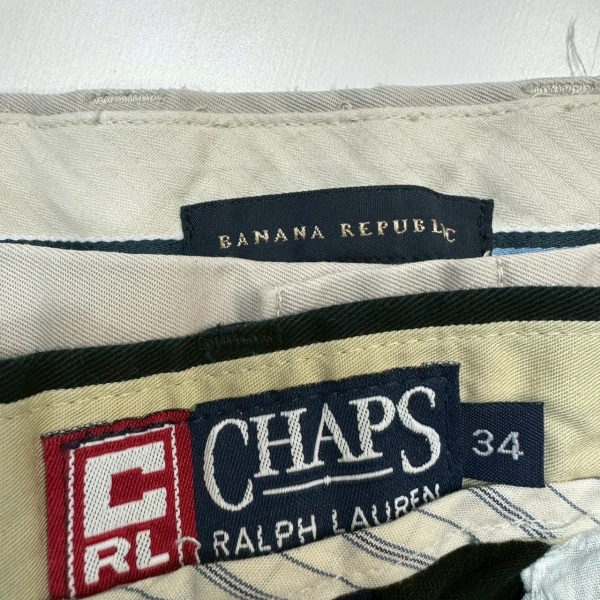 BANANA REPUBLIC
C
RL
CHAPS
RALPH LAUREN
34